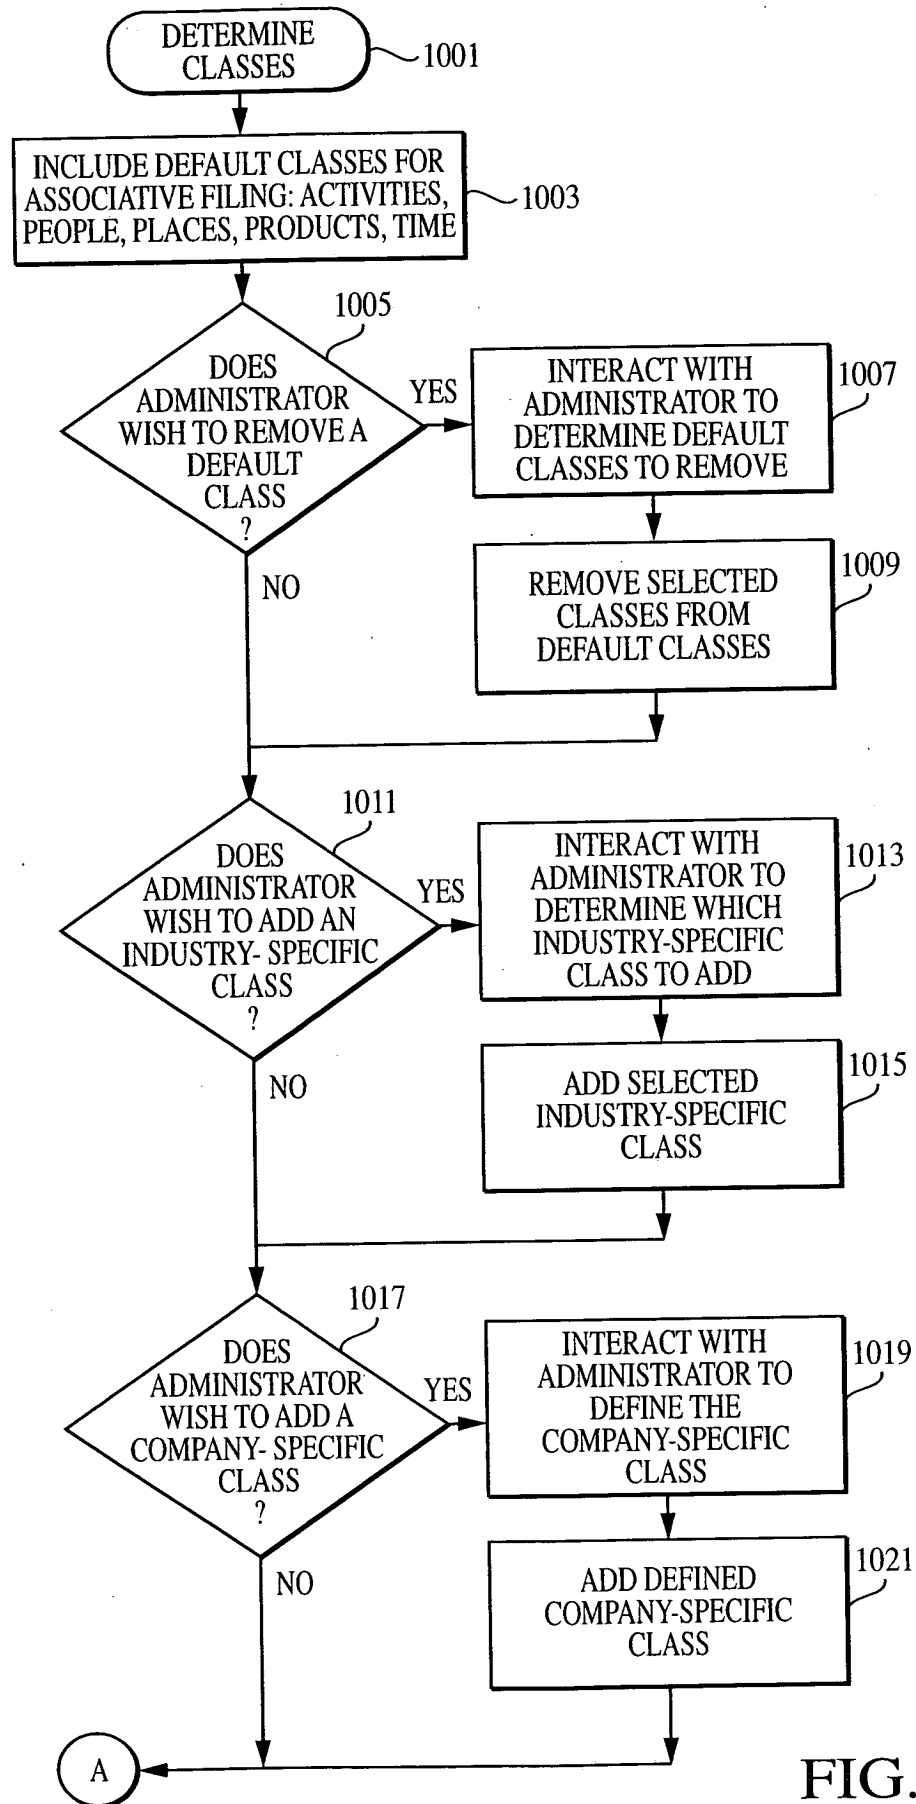 DETERMINE
CLASSES
1001
INCLUDE DEFAULT CLASSES FOR
ASSOCIATIVE FILING: ACTIVITIES,
PEOPLE, PLACES, PRODUCTS, TIME
1003
1005
DOES
ADMINISTRATOR
WISH TO REMOVE A
DEFAULT
CLASS
?
YES
NO
INTERACT WITH
ADMINISTRATOR TO
DETERMINE DEFAULT
CLASSES TO REMOVE
1007
REMOVE SELECTED
CLASSES FROM
DEFAULT CLASSES
1009
1011
DOES
ADMINISTRATOR
WISH TO ADD AN
INDUSTRY- SPECIFIC
CLASS
?
YES
NO
INTERACT WITH
ADMINISTRATOR TO
DETERMINE WHICH
INDUSTRY-SPECIFIC
CLASS TO ADD
1013
ADD SELECTED
INDUSTRY-SPECIFIC
CLASS
1015
1017
DOES
ADMINISTRATOR
WISH TO ADD A
COMPANY- SPECIFIC
CLASS
?
YES
NO
INTERACT WITH
ADMINISTRATOR TO
DEFINE THE
COMPANY-SPECIFIC
CLASS
1019
ADD DEFINED
COMPANY-SPECIFIC
CLASS
1021
A
FIG.